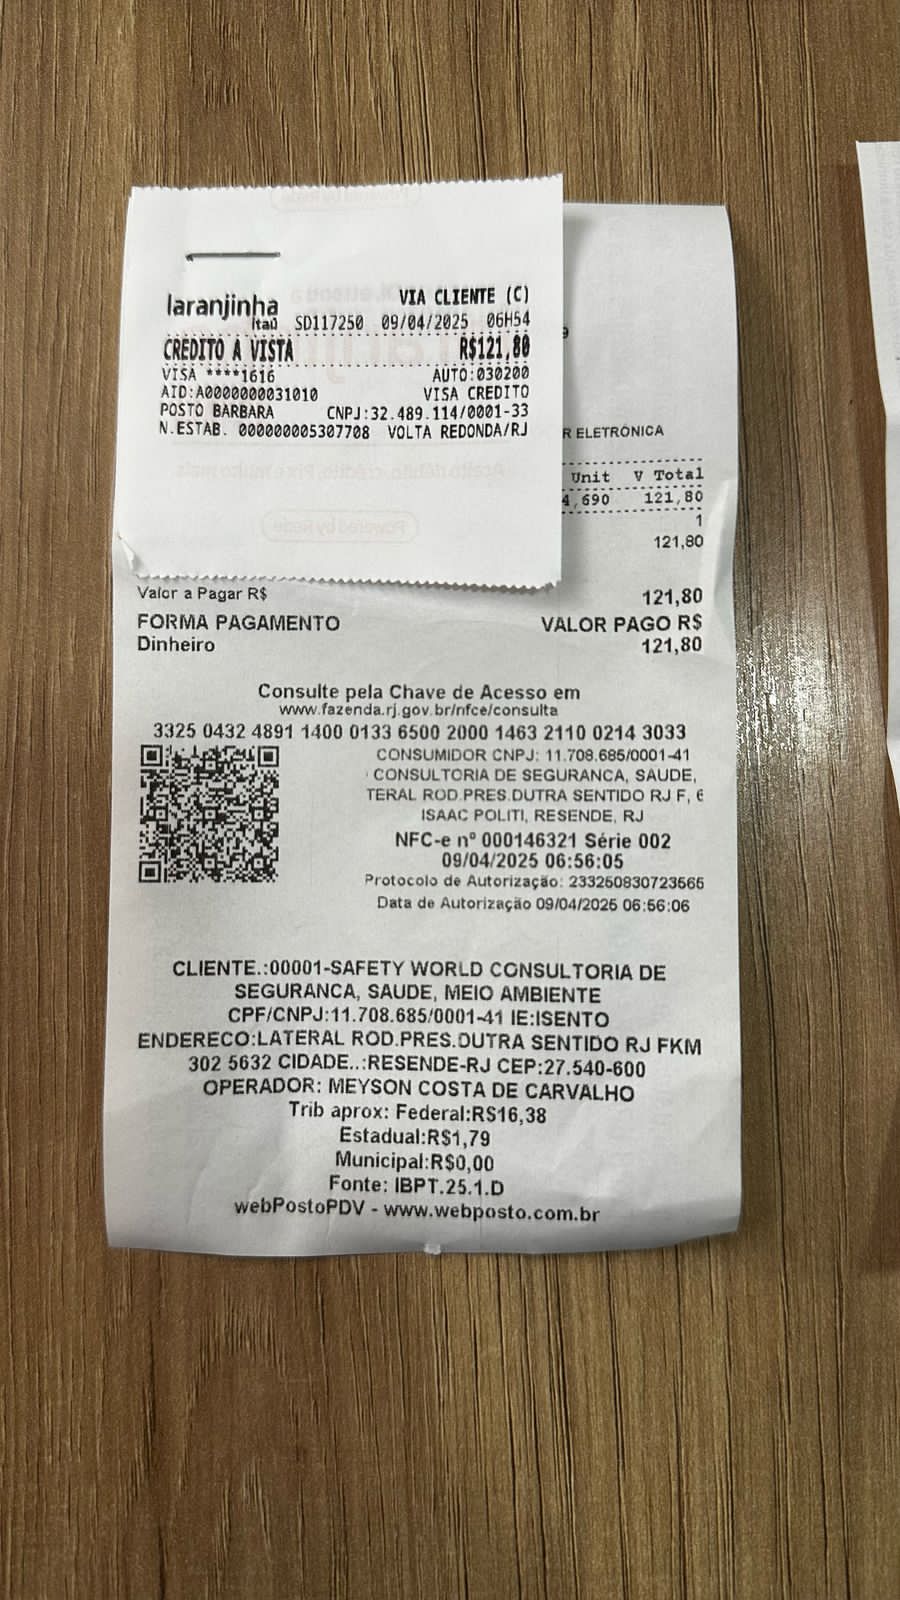 laranjinha VIA CLIENTE (C)
Itaú SD117250 09/04/2025 06H54
CREDITO A VISTA R$121,80
VISA ****1616 AUTO:030200
AID:A0000000031010 VISA CREDITO
POSTO BARBARA CNPJ:32.489.114/0001-33
N.ESTAB. 000000005307708 VOLTA REDONDA/RJ
9
R ELETRÔNICA
Unit V Total
4,690 121,80
1
121,80
Valor a Pagar R$ 121,80
FORMA PAGAMENTO VALOR PAGO R$
Dinheiro 121,80
Consulte pela Chave de Acesso em
www.fazenda.rj.gov.br/nfce/consulta
3325 0432 4891 1400 0133 6500 2000 1463 2110 0214 3033
CONSUMIDOR CNPJ: 11.708.685/0001-41
CONSULTORIA DE SEGURANCA, SAUDE,
TERAL ROD.PRES.DUTRA SENTIDO RJ F, 6
ISAAC POLITI, RESENDE, RJ
NFC-e nº 000146321 Série 002
09/04/2025 06:56:05
Protocolo de Autorização: 233250830723565
Data de Autorização 09/04/2025 06:56:06
CLIENTE.:00001-SAFETY WORLD CONSULTORIA DE
SEGURANCA, SAUDE, MEIO AMBIENTE
CPF/CNPJ:11.708.685/0001-41 IE:ISENTO
ENDERECO:LATERAL ROD.PRES.DUTRA SENTIDO RJ FKM
302 5632 CIDADE..:RESENDE-RJ CEP:27.540-600
OPERADOR: MEYSON COSTA DE CARVALHO
Trib aprox: Federal:R$16,38
Estadual:R$1,79
Municipal:R$0,00
Fonte: IBPT.25.1.D
webPostoPDV - www.webposto.com.br